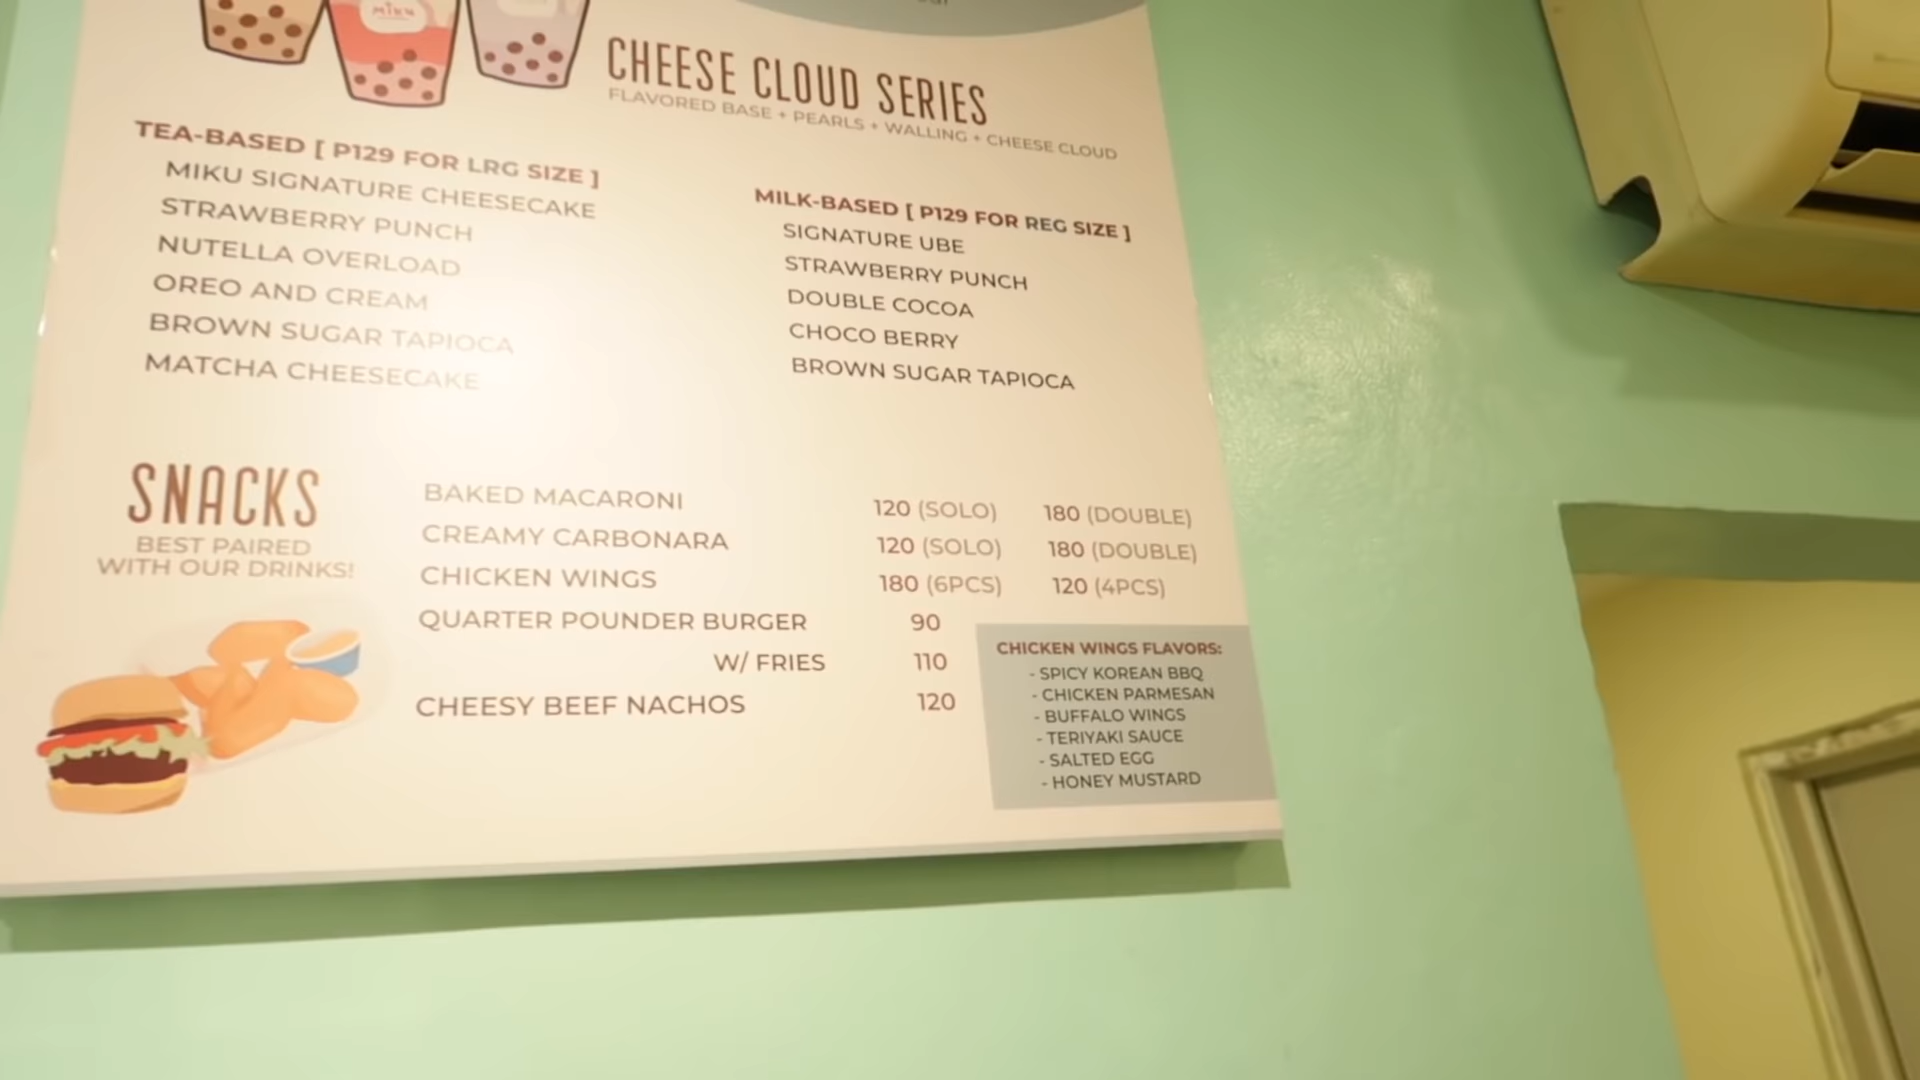 MIKU
CHEESE CLOUD SERIES
FLAVORED BASE + PEARLS + WALLING + CHEESE CLOUD
TEA-BASED [ P129 FOR LRG SIZE ]
MIKU SIGNATURE CHEESECAKE
STRAWBERRY PUNCH
NUTELLA OVERLOAD
OREO AND CREAM
BROWN SUGAR TAPIOCA
MATCHA CHEESECAKE
MILK-BASED [ P129 FOR REG SIZE ]
SIGNATURE UBE
STRAWBERRY PUNCH
DOUBLE COCOA
CHOCO BERRY
BROWN SUGAR TAPIOCA
SNACKS
BEST PAIRED
WITH OUR DRINKS!
BAKED MACARONI 120 (SOLO) 180 (DOUBLE)
CREAMY CARBONARA 120 (SOLO) 180 (DOUBLE)
CHICKEN WINGS 180 (6PCS) 120 (4PCS)
QUARTER POUNDER BURGER 90
W/ FRIES 110
CHEESY BEEF NACHOS 120
CHICKEN WINGS FLAVORS:
- SPICY KOREAN BBQ
- CHICKEN PARMESAN
- BUFFALO WINGS
- TERIYAKI SAUCE
- SALTED EGG
- HONEY MUSTARD